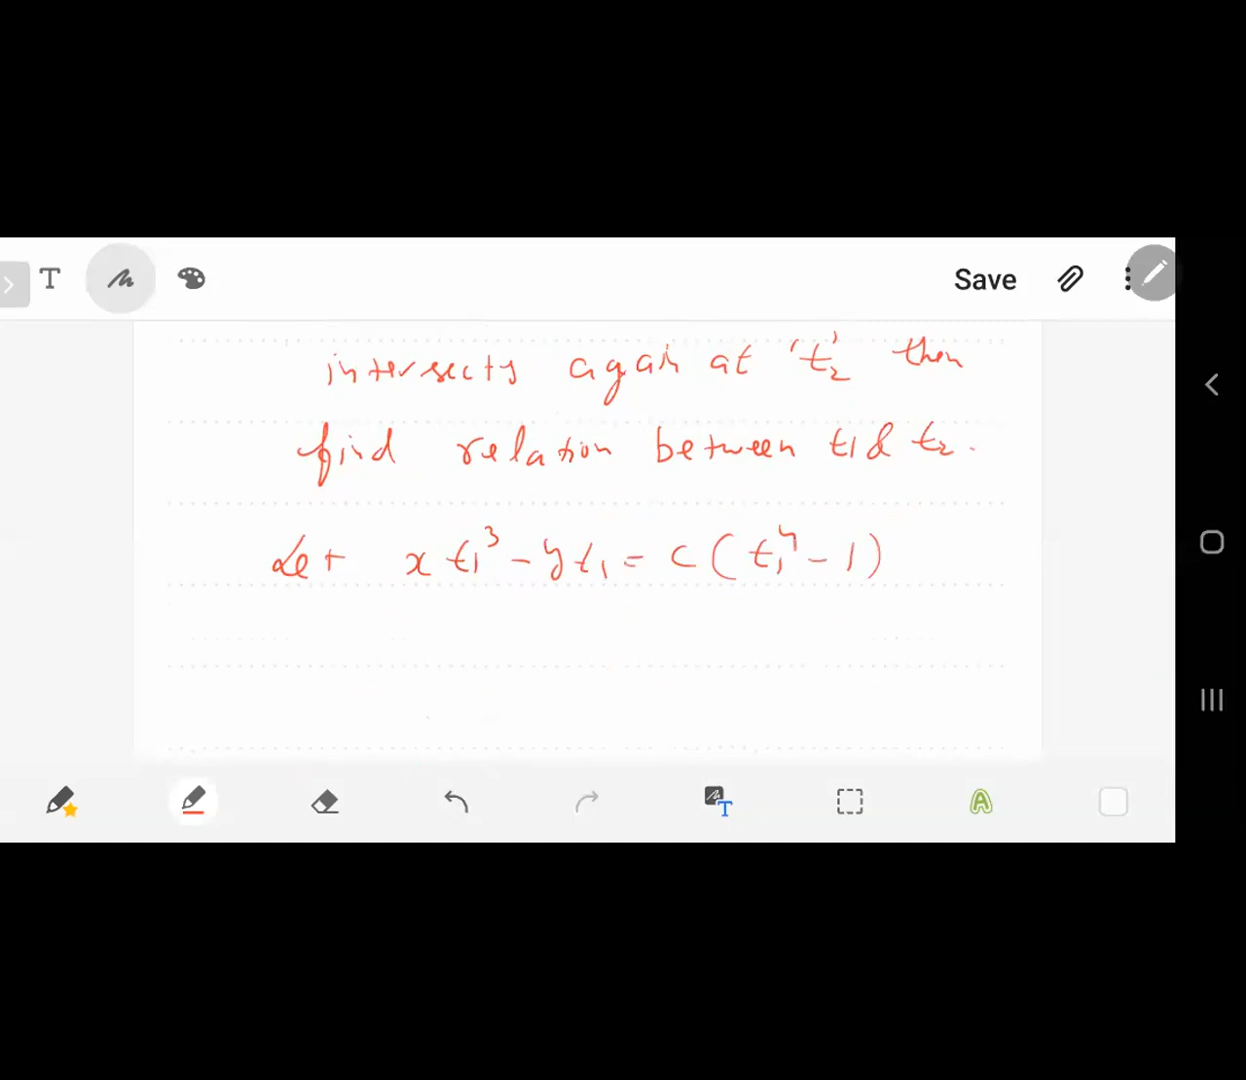 T
Save
intersects again at 't₂' then
find relation between t₁ & t₂.
Let xt₁³ - yt₁ = c(t₁⁴ - 1)
T
A